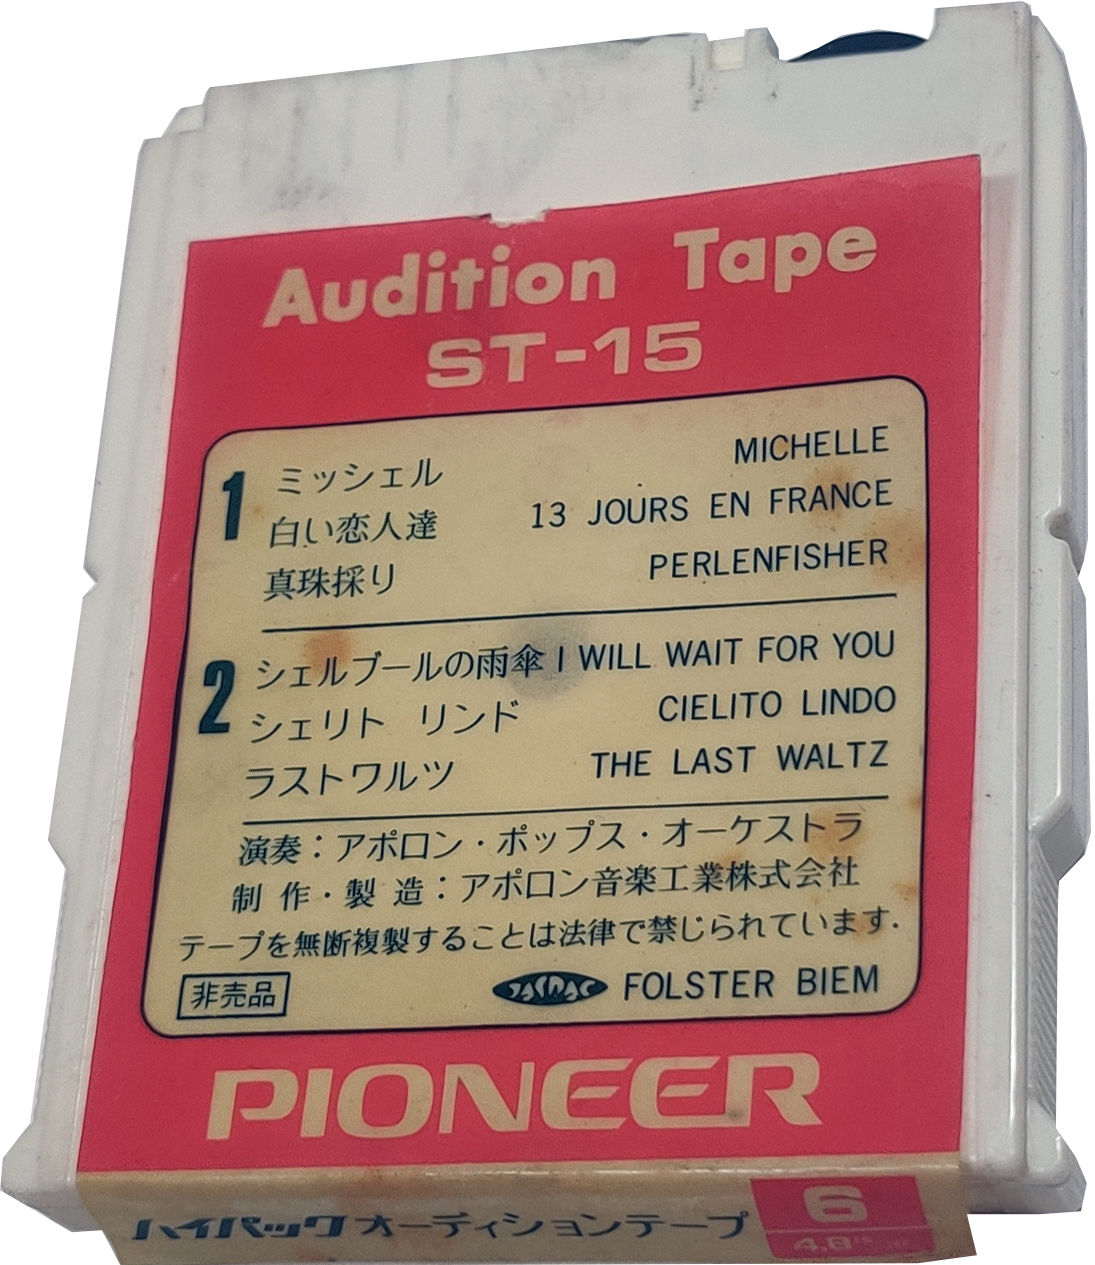 Audition Tape
ST-15
1 ミッシェル MICHELLE
白い恋人達 13 JOURS EN FRANCE
真珠採り PERLENFISHER
2 シェルブールの雨傘 I WILL WAIT FOR YOU
シェリト リンド CIELITO LINDO
ラストワルツ THE LAST WALTZ
演奏：アポロン・ポップス・オーケストラ
制作・製造：アポロン音楽工業株式会社
テープを無断複製することは法律で禁じられています.
非売品 JASRAC FOLSTER BIEM
PIONEER
ハイパック オーディションテープ 6
4.8